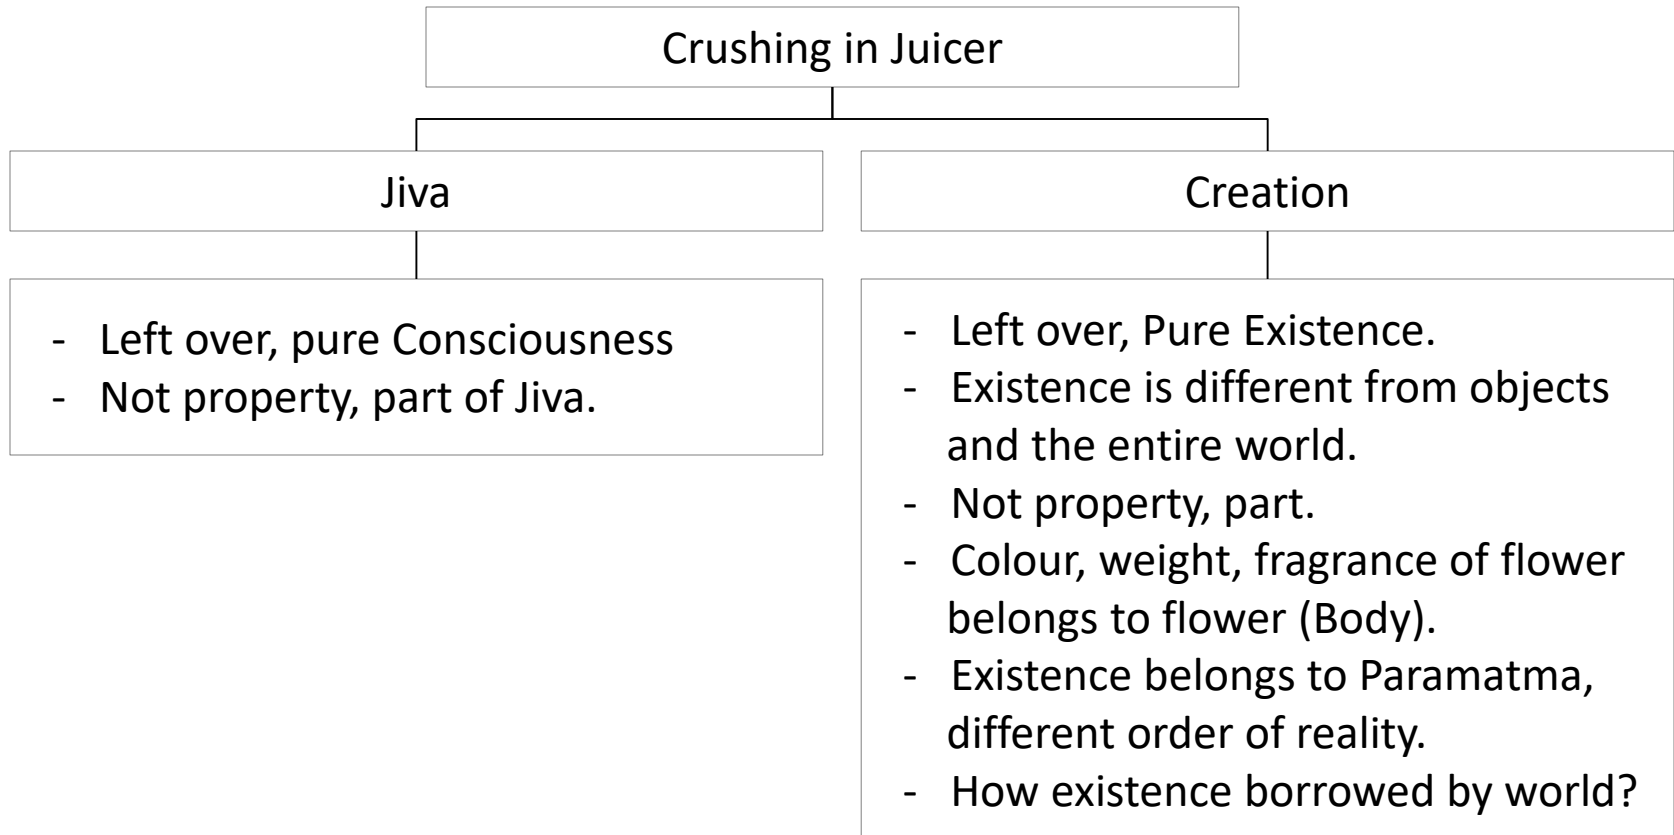 Crushing in Juicer
Jiva
Creation
- Left over, pure Consciousness
- Not property, part of Jiva.
- Left over, Pure Existence.
- Existence is different from objects
and the entire world.
- Not property, part.
- Colour, weight, fragrance of flower
belongs to flower (Body).
- Existence belongs to Paramatma,
different order of reality.
- How existence borrowed by world?